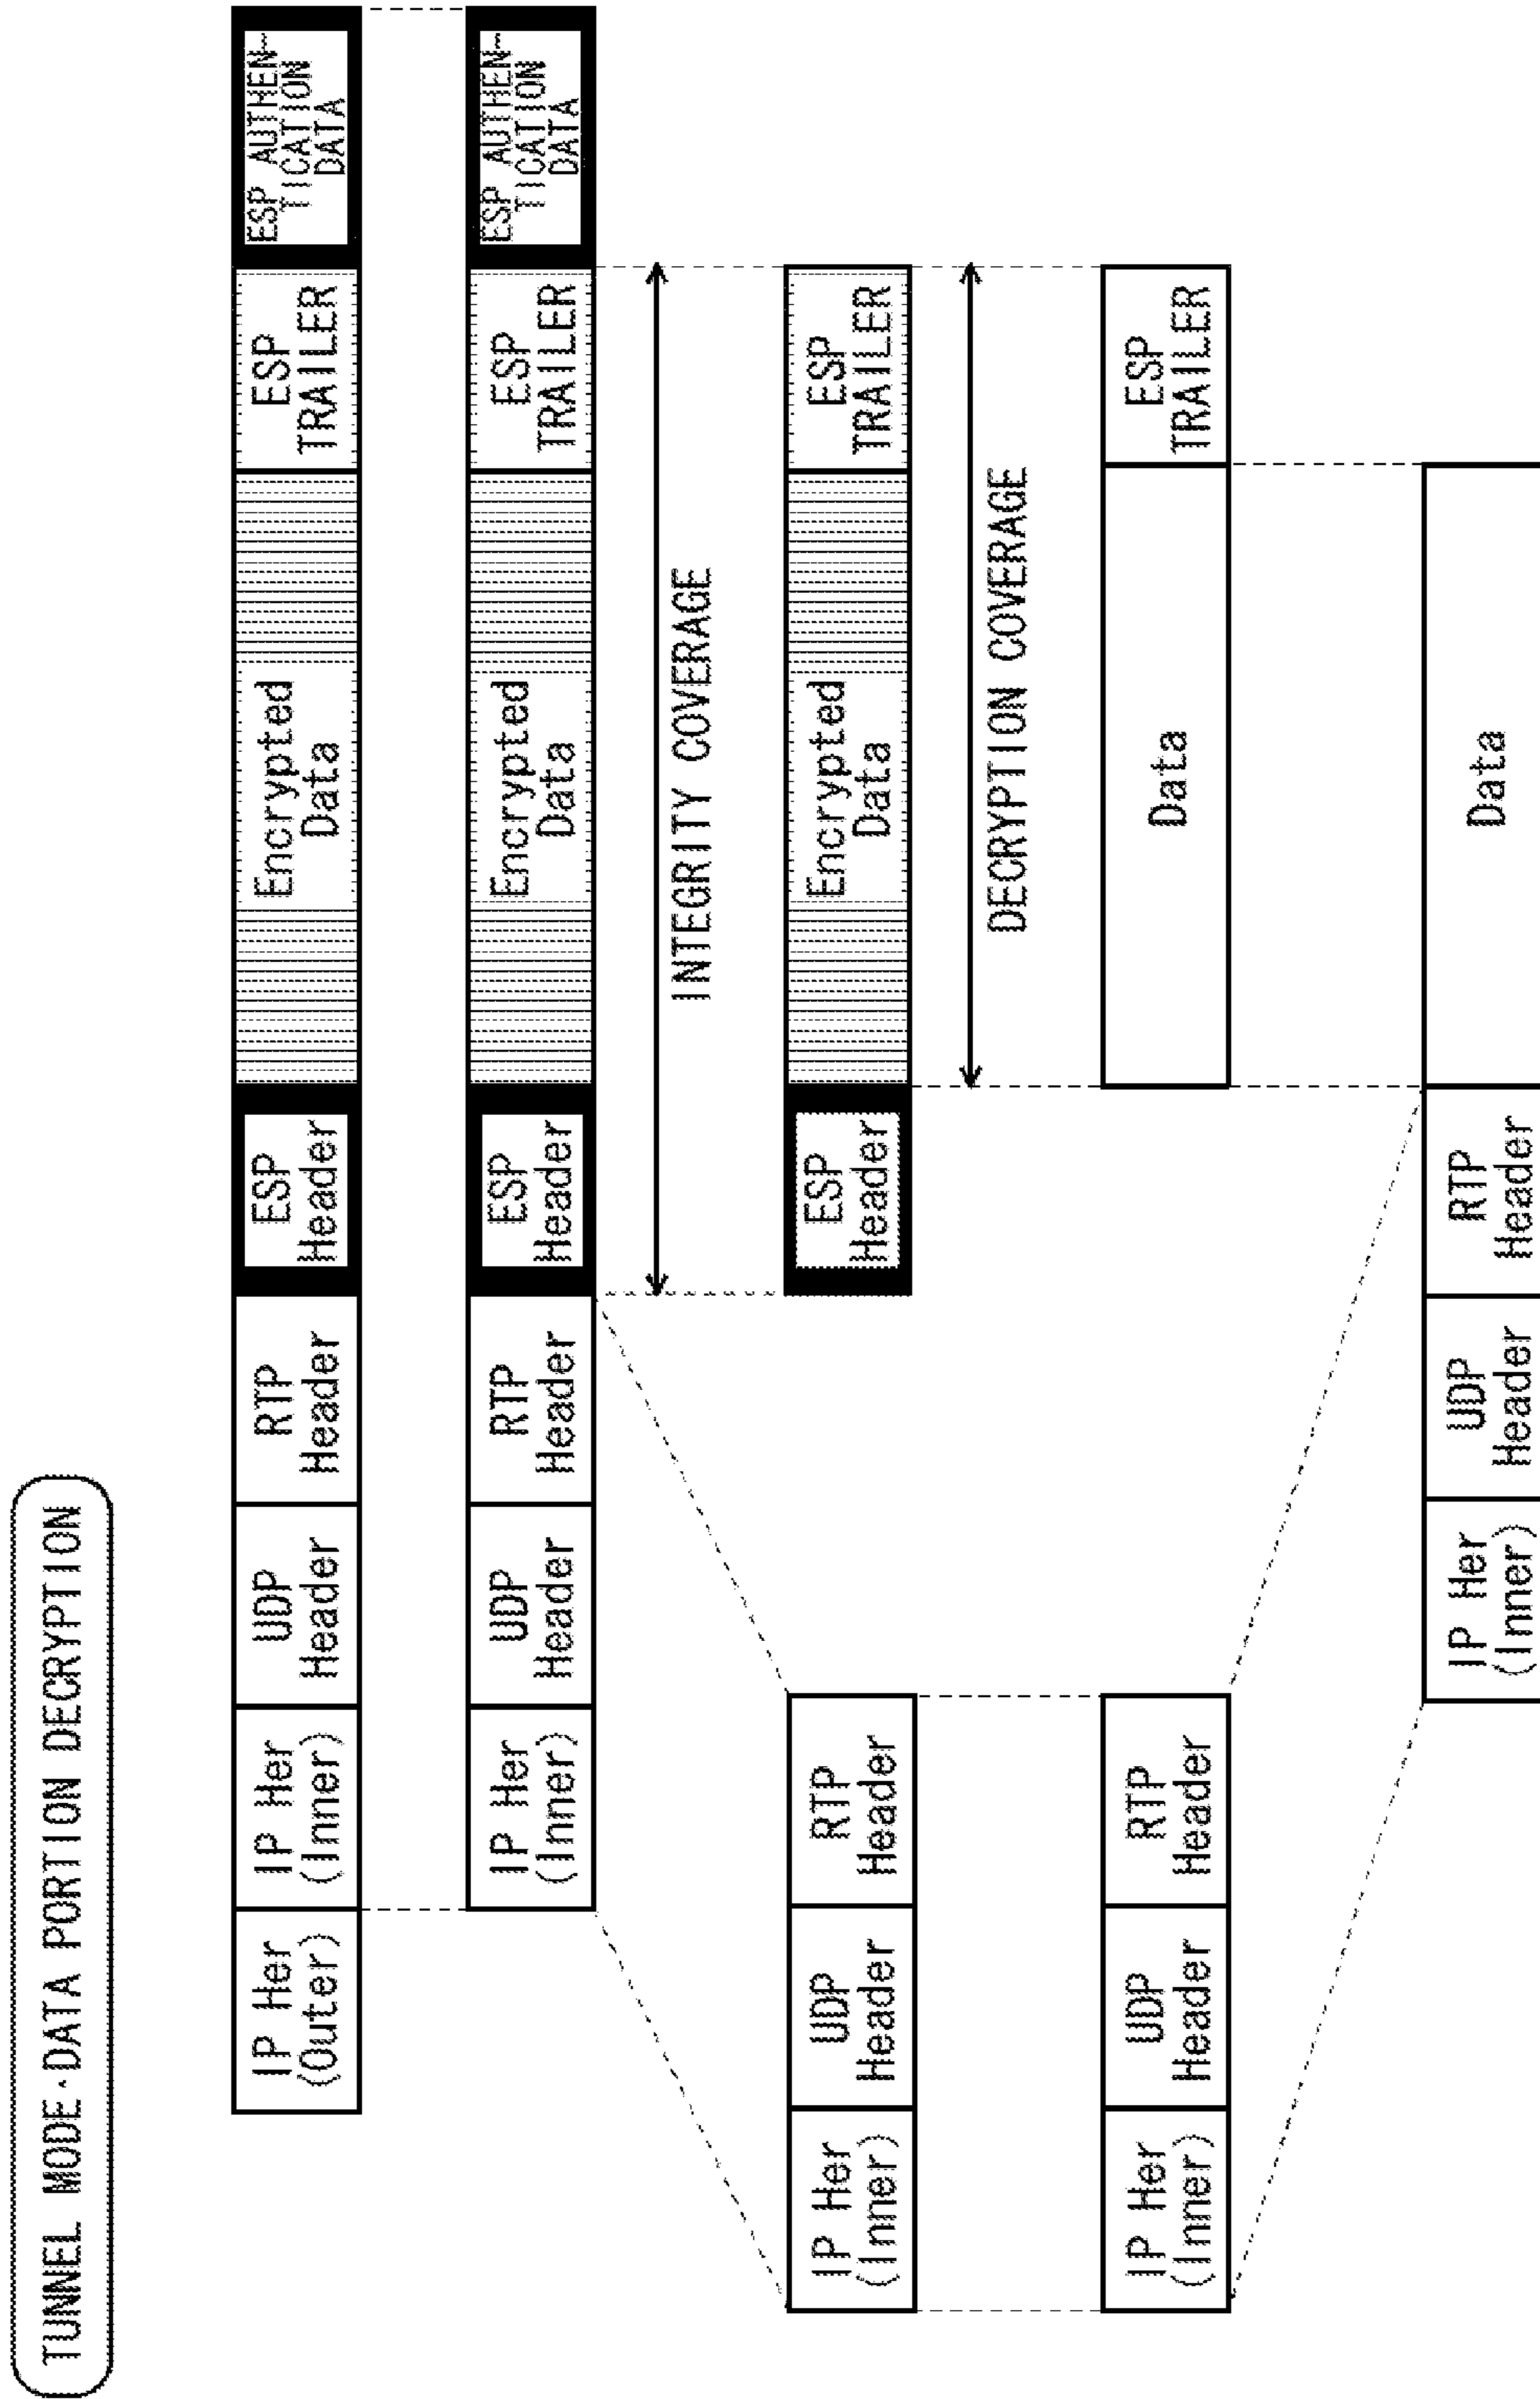 TUNNEL MODE·DATA PORTION DECRYPTION
IP Her
(Outer)
IP Her
(Inner)
UDP
Header
RTP
Header
ESP
Header
Encrypted
Data
ESP
TRAILER
ESP AUTHEN-
TICATION
DATA
IP Her
(Inner)
UDP
Header
RTP
Header
ESP
Header
Encrypted
Data
ESP
TRAILER
ESP AUTHEN-
TICATION
DATA
INTEGRITY COVERAGE
IP Her
(Inner)
UDP
Header
RTP
Header
ESP
Header
Encrypted
Data
ESP
TRAILER
DECRYPTION COVERAGE
IP Her
(Inner)
UDP
Header
RTP
Header
Data
ESP
TRAILER
IP Her
(Inner)
UDP
Header
RTP
Header
Data